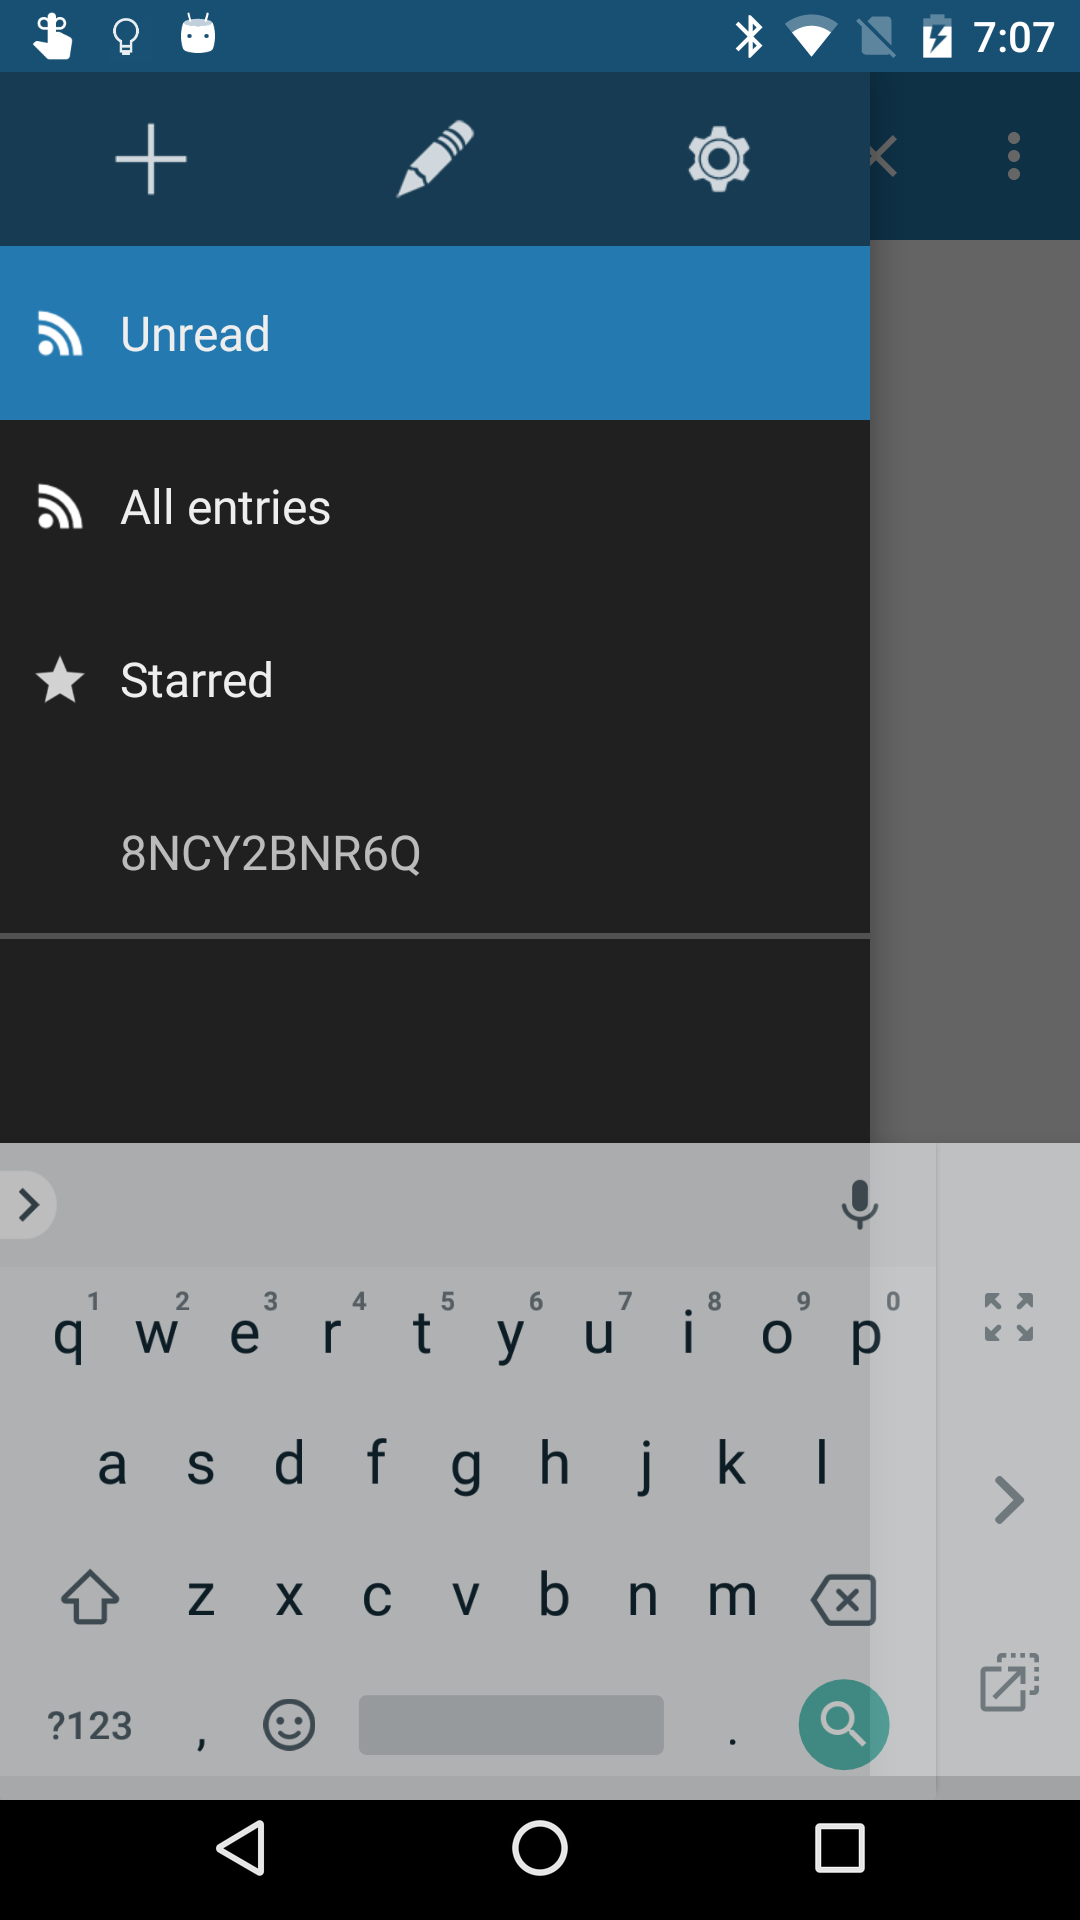 7:07
Unread
All entries
Starred
8NCY2BNR6Q
1 2 3 4 5 6 7 8 9 0
q w e r t y u i o p
a s d f g h j k l
z x c v b n m
?123 , .